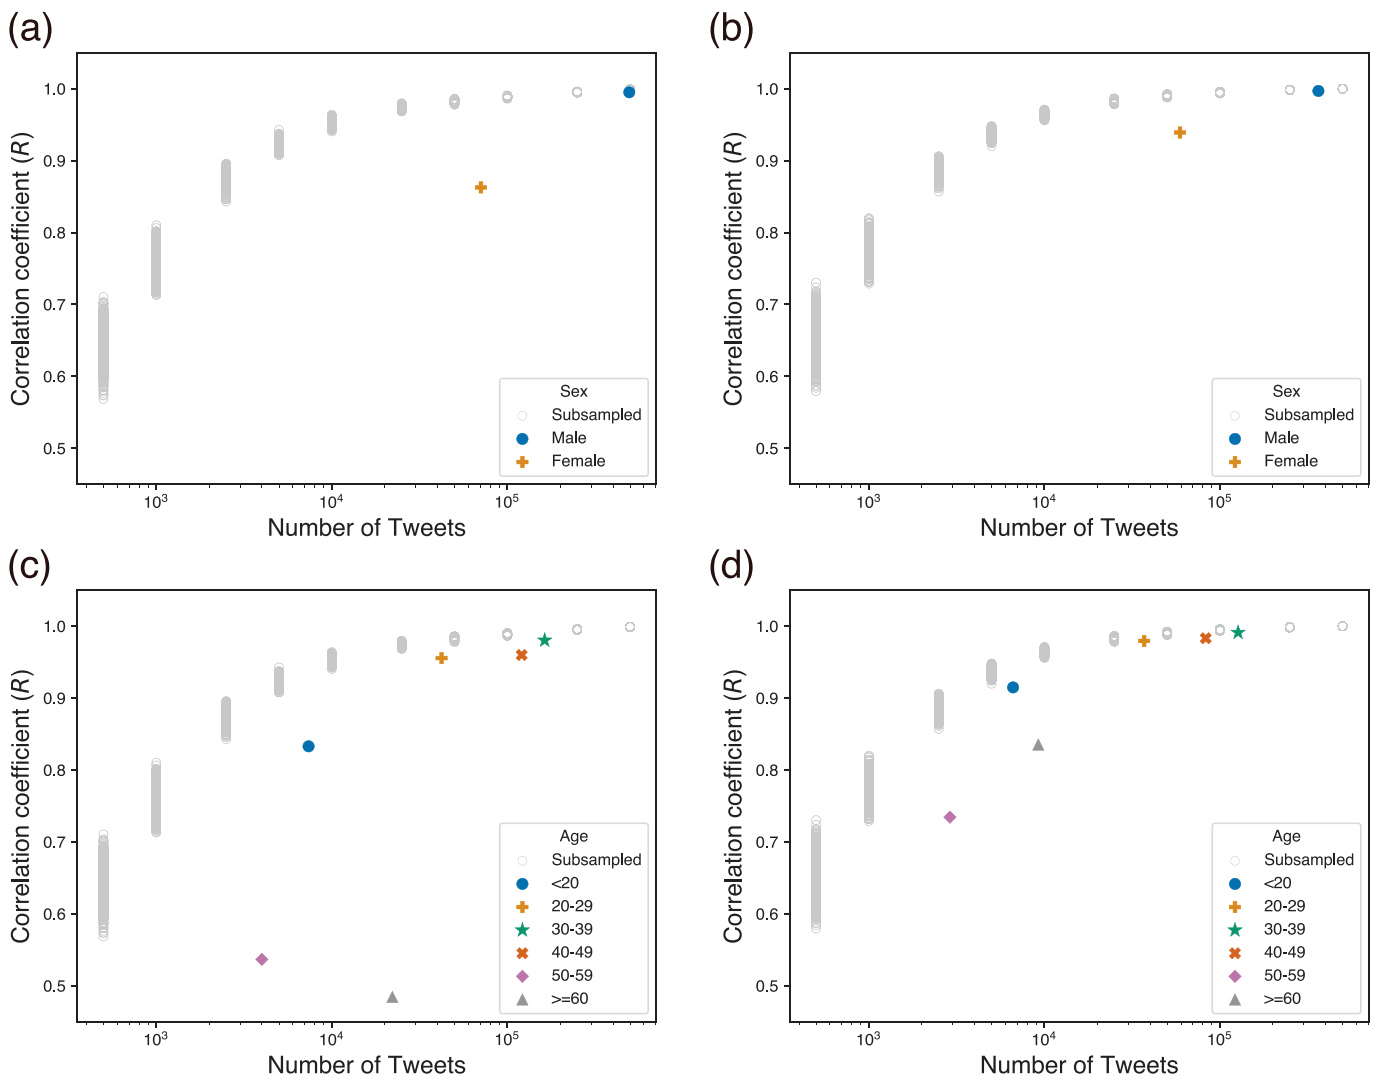 (a)
Correlation coefficient (R)
1.0
0.9
0.8
0.7
0.6
0.5
10³
10⁴
10⁵
Number of Tweets
Sex
Subsampled
Male
Female
(b)
Correlation coefficient (R)
1.0
0.9
0.8
0.7
0.6
0.5
10³
10⁴
10⁵
Number of Tweets
Sex
Subsampled
Male
Female
(c)
Correlation coefficient (R)
1.0
0.9
0.8
0.7
0.6
0.5
10³
10⁴
10⁵
Number of Tweets
Age
Subsampled
<20
20-29
30-39
40-49
50-59
>=60
(d)
Correlation coefficient (R)
1.0
0.9
0.8
0.7
0.6
0.5
10³
10⁴
10⁵
Number of Tweets
Age
Subsampled
<20
20-29
30-39
40-49
50-59
>=60